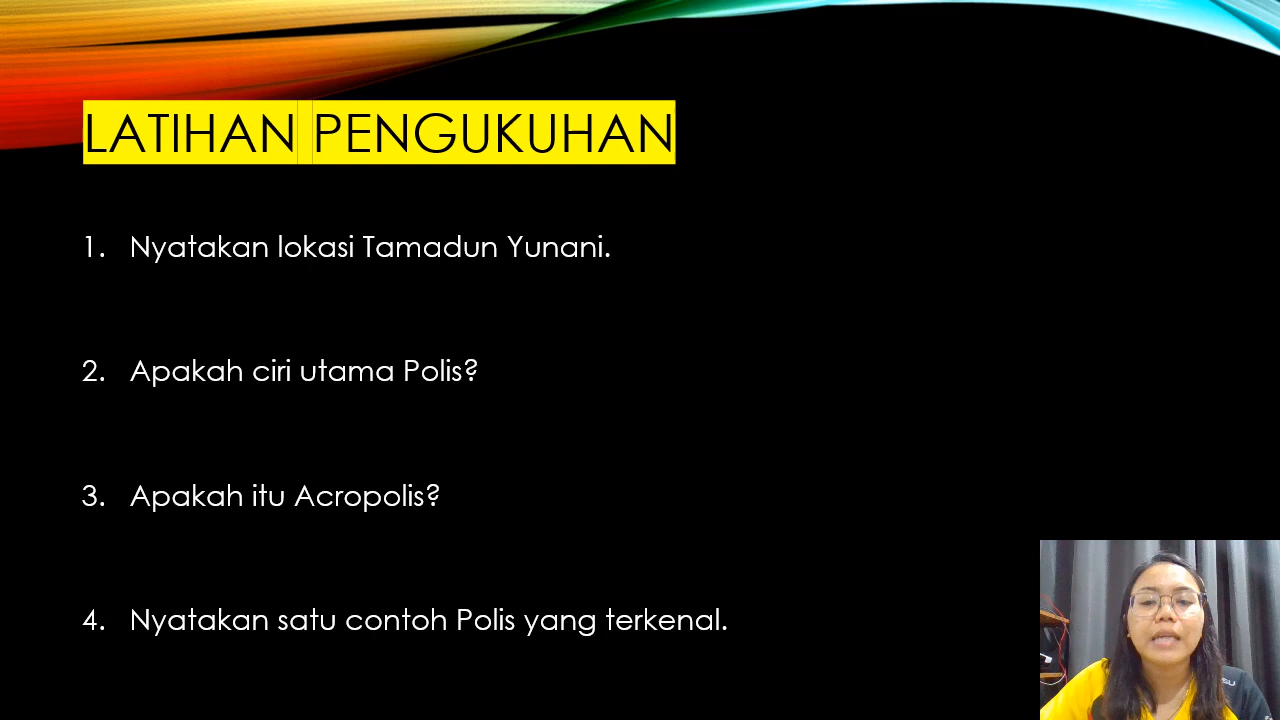 LATIHAN PENGUKUHAN
1. Nyatakan lokasi Tamadun Yunani.
2. Apakah ciri utama Polis?
3. Apakah itu Acropolis?
4. Nyatakan satu contoh Polis yang terkenal.